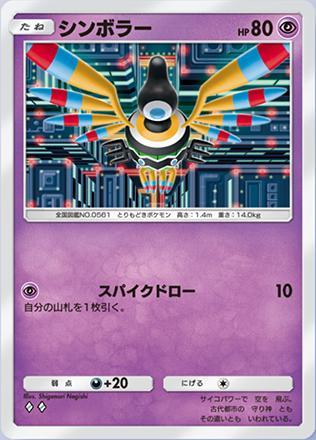 たね シンボラー HP 80
全国図鑑NO.0561 とりもどきポケモン 高さ:1.4m 重さ:14.0kg
スパイクドロー 10
自分の山札を1枚引く。
弱点 +20 にげる
Illus. Shigenori Negishi
サイコパワーで 空を 飛ぶ。
古代都市の 守り神 とも
その遣いとも いわれている。